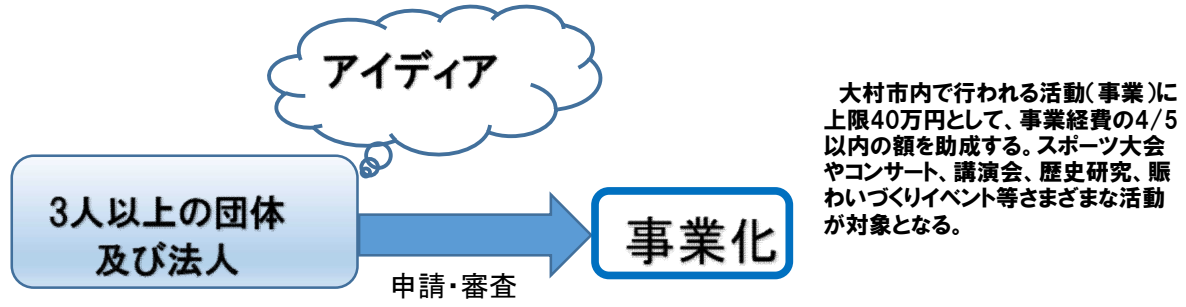 アイディア
3人以上の団体
及び法人
申請・審査
事業化
大村市内で行われる活動(事業)に
上限40万円として、事業経費の4/5
以内の額を助成する。スポーツ大会
やコンサート、講演会、歴史研究、賑
わいづくりイベント等さまざまな活動
が対象となる。